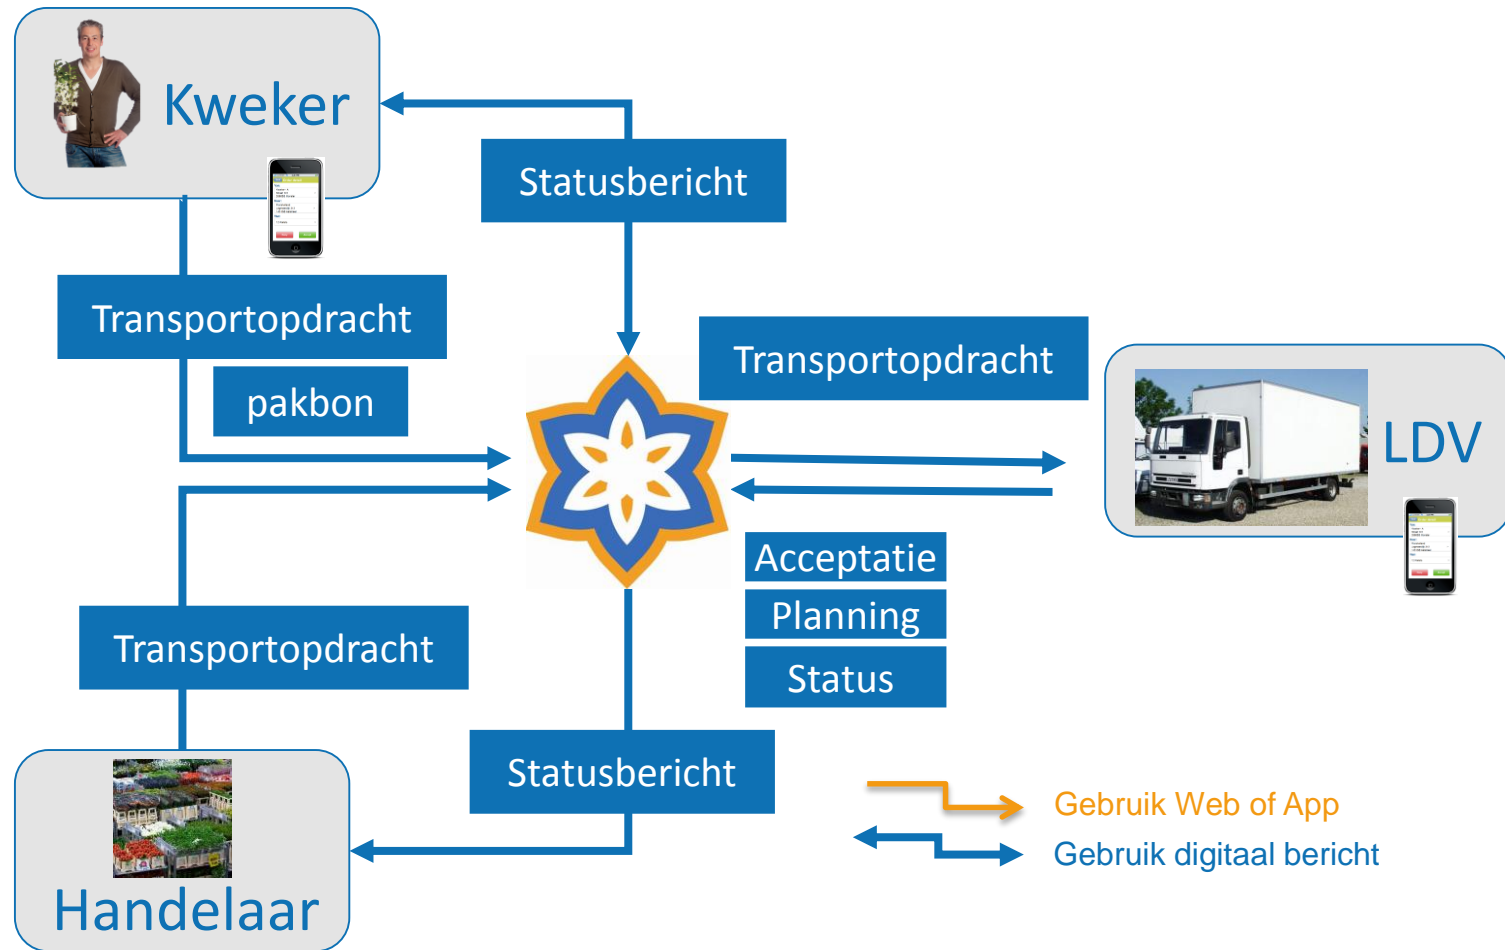 Kweker
Statusbericht
Transportopdracht
pakbon
Transportopdracht
LDV
Acceptatie
Planning
Status
Transportopdracht
Statusbericht
Handelaar
Gebruik Web of App
Gebruik digitaal bericht